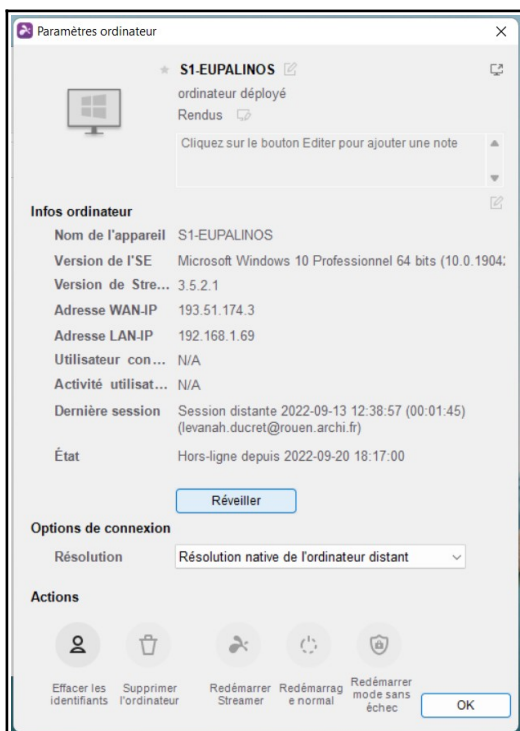 Paramètres ordinateur
S1-EUPALINOS
ordinateur déployé
Rendus
Cliquez sur le bouton Editer pour ajouter une note
Infos ordinateur
Nom de l'appareil S1-EUPALINOS
Version de l'SE Microsoft Windows 10 Professionnel 64 bits (10.0.19042
Version de Stre... 3.5.2.1
Adresse WAN-IP 193.51.174.3
Adresse LAN-IP 192.168.1.69
Utilisateur con... N/A
Activité utilisat... N/A
Dernière session Session distante 2022-09-13 12:38:57 (00:01:45)
(levanah.ducret@rouen.archi.fr)
État Hors-ligne depuis 2022-09-20 18:17:00
Réveiller
Options de connexion
Résolution Résolution native de l'ordinateur distant
Actions
Effacer les identifiants
Supprimer l'ordinateur
Redémarrer Streamer
Redémarrag e normal
Redémarrer mode sans échec
OK